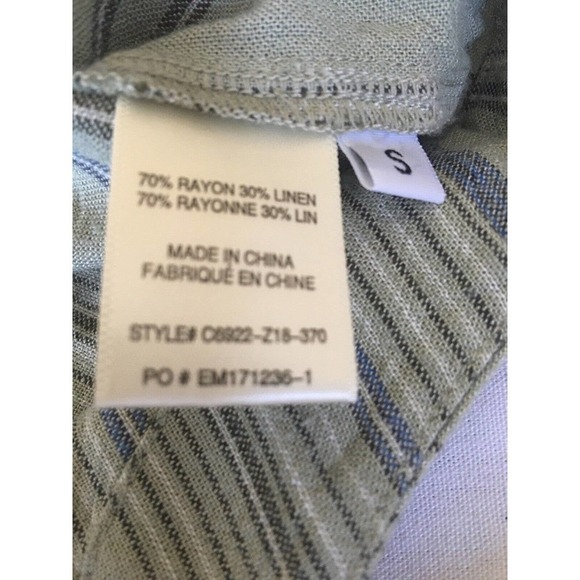 70% RAYON 30% LINEN
70% RAYONNE 30% LIN
MADE IN CHINA
FABRIQUÉ EN CHINE
STYLE# C6922-Z18-370
PO # EM171236-1
S